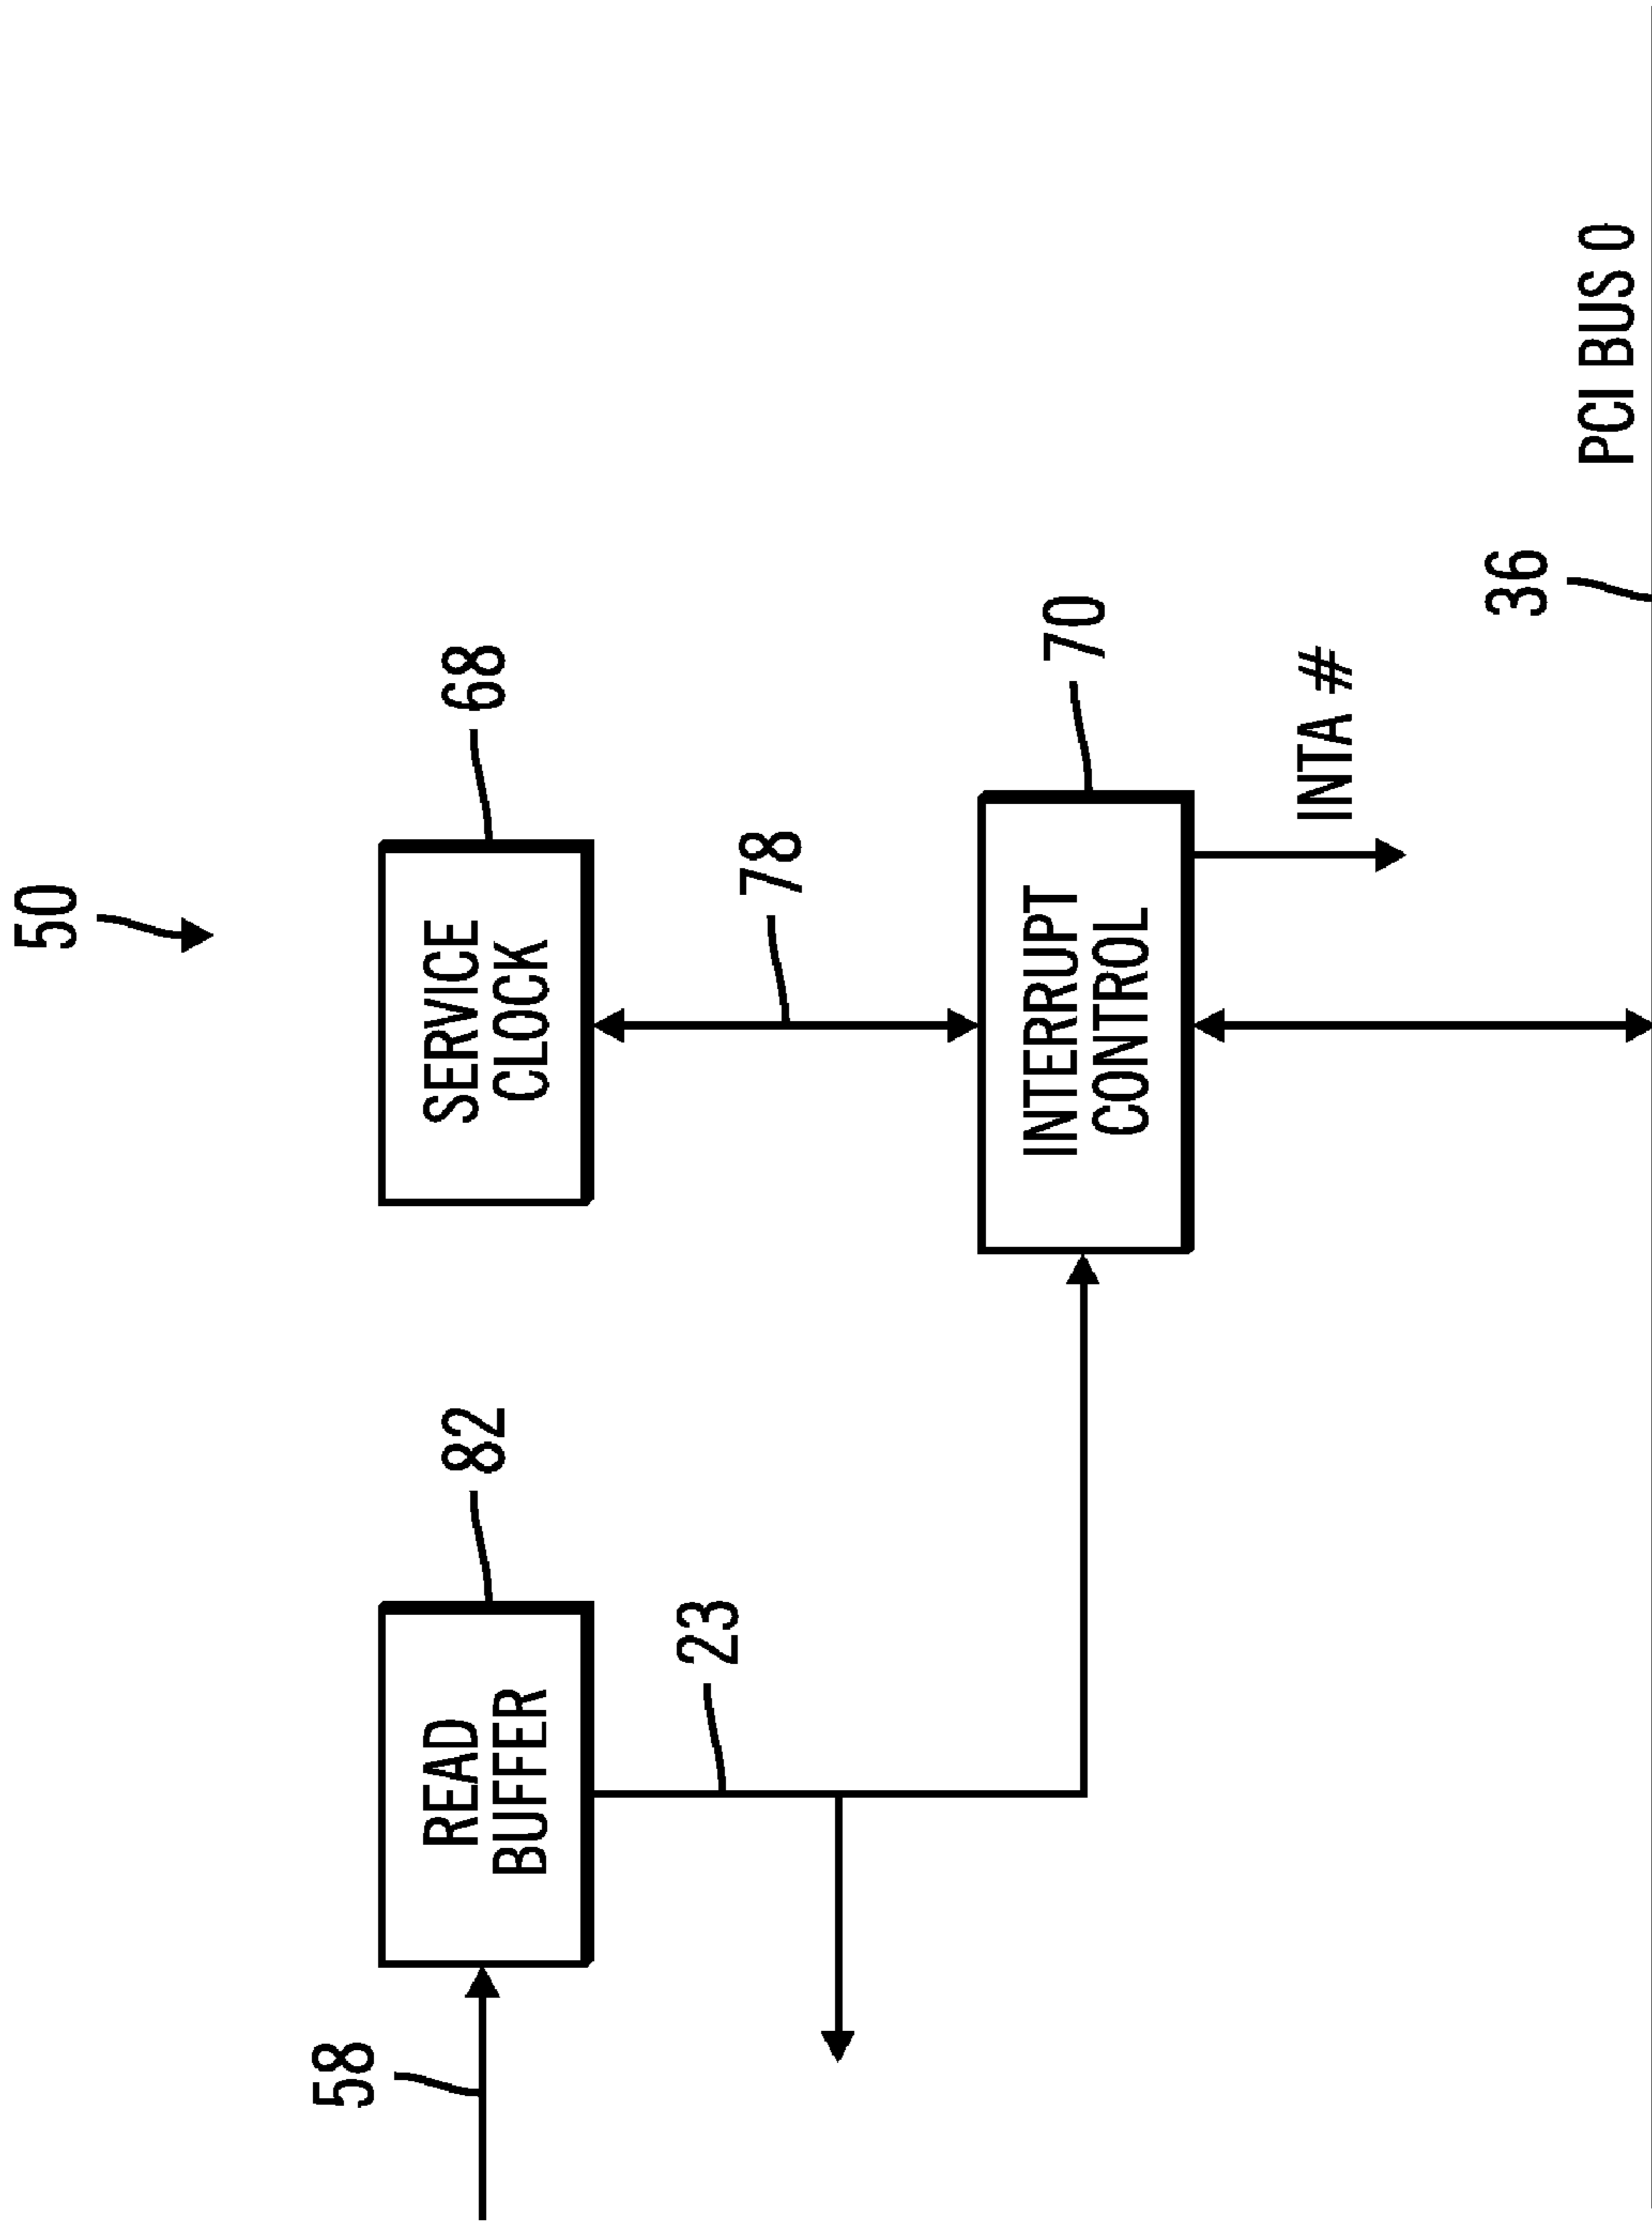 50
58
82
68
READ
BUFFER
SERVICE
CLOCK
23
78
70
INTERRUPT
CONTROL
INTA #
36
PCI BUS 0